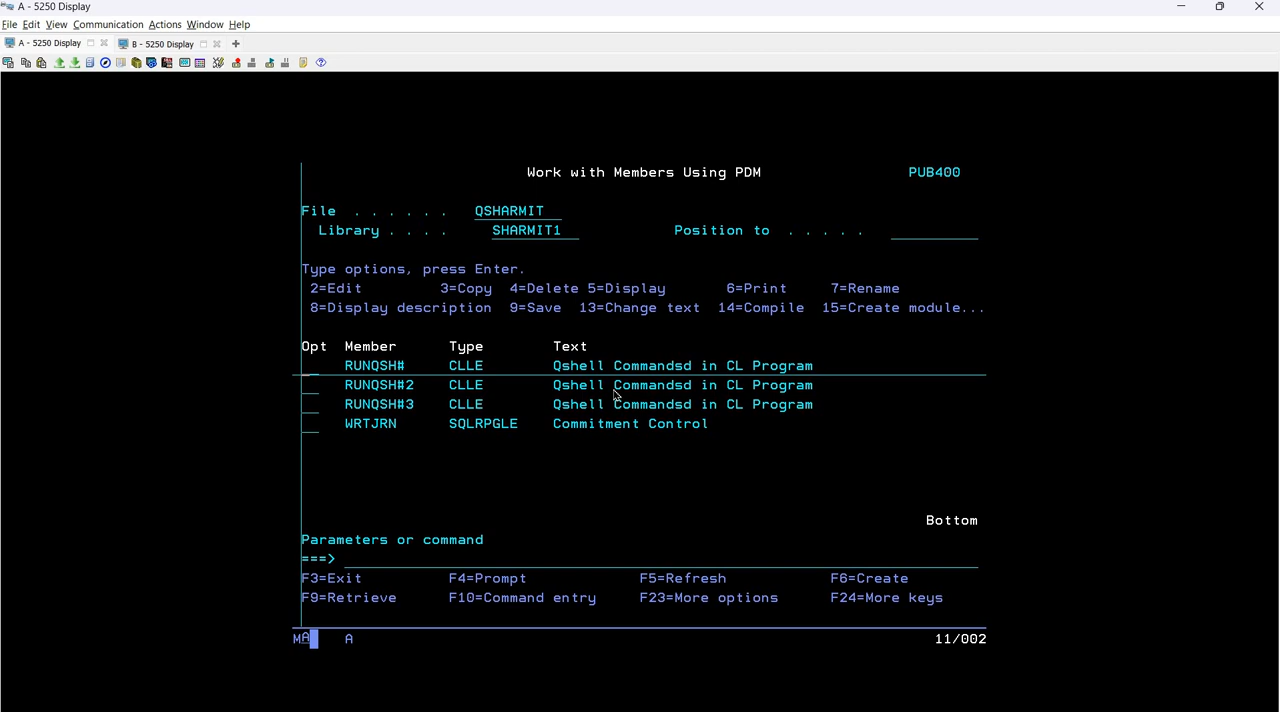 A - 5250 Display
File Edit View Communication Actions Window Help
A - 5250 Display B - 5250 Display
Work with Members Using PDM PUB400
File . . . . . . QSHARMIT
Library . . . . SHARMIT1 Position to . . . . .
Type options, press Enter.
2=Edit 3=Copy 4=Delete 5=Display 6=Print 7=Rename
8=Display description 9=Save 13=Change text 14=Compile 15=Create module...
Opt Member Type Text
RUNQSH# CLLE Qshell Commandsd in CL Program
RUNQSH#2 CLLE Qshell Commandsd in CL Program
RUNQSH#3 CLLE Qshell Commandsd in CL Program
WRTJRN SQLRPGLE Commitment Control
Bottom
Parameters or command
===>
F3=Exit F4=Prompt F5=Refresh F6=Create
F9=Retrieve F10=Command entry F23=More options F24=More keys
MA A 11/002